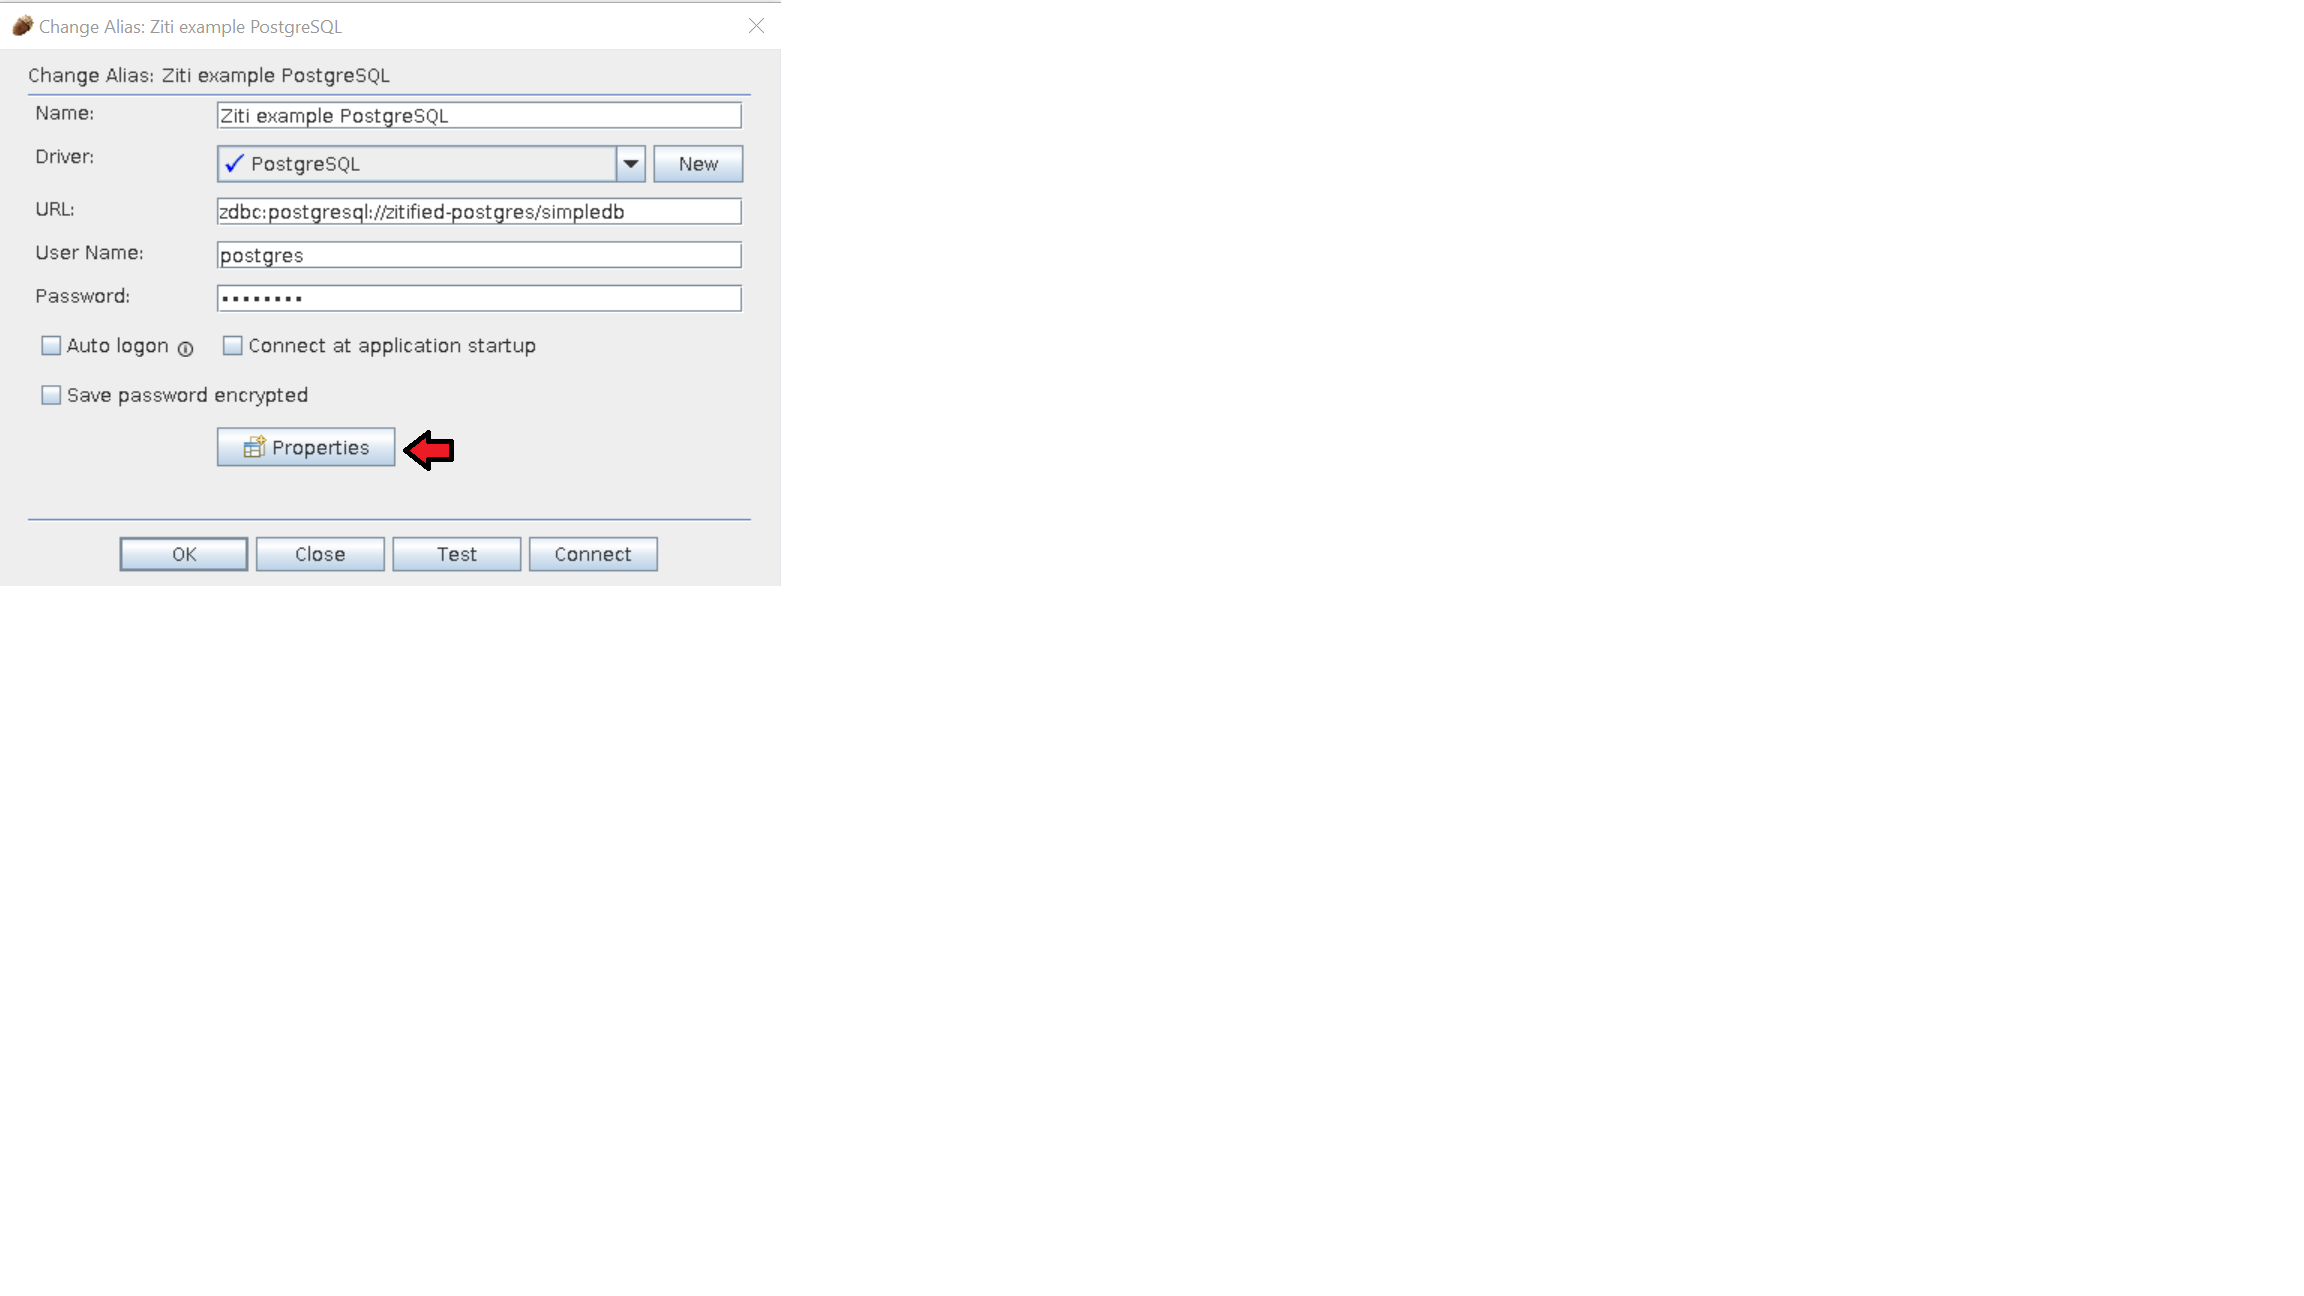 Change Alias: Ziti example PostgreSQL
Change Alias: Ziti example PostgreSQL
Name: Ziti example PostgreSQL
Driver: PostgreSQL New
URL: zdbc:postgresql://zitified-postgres/simpledb
User Name: postgres
Password: ••••••••
Auto logon Connect at application startup
Save password encrypted
Properties
OK Close Test Connect